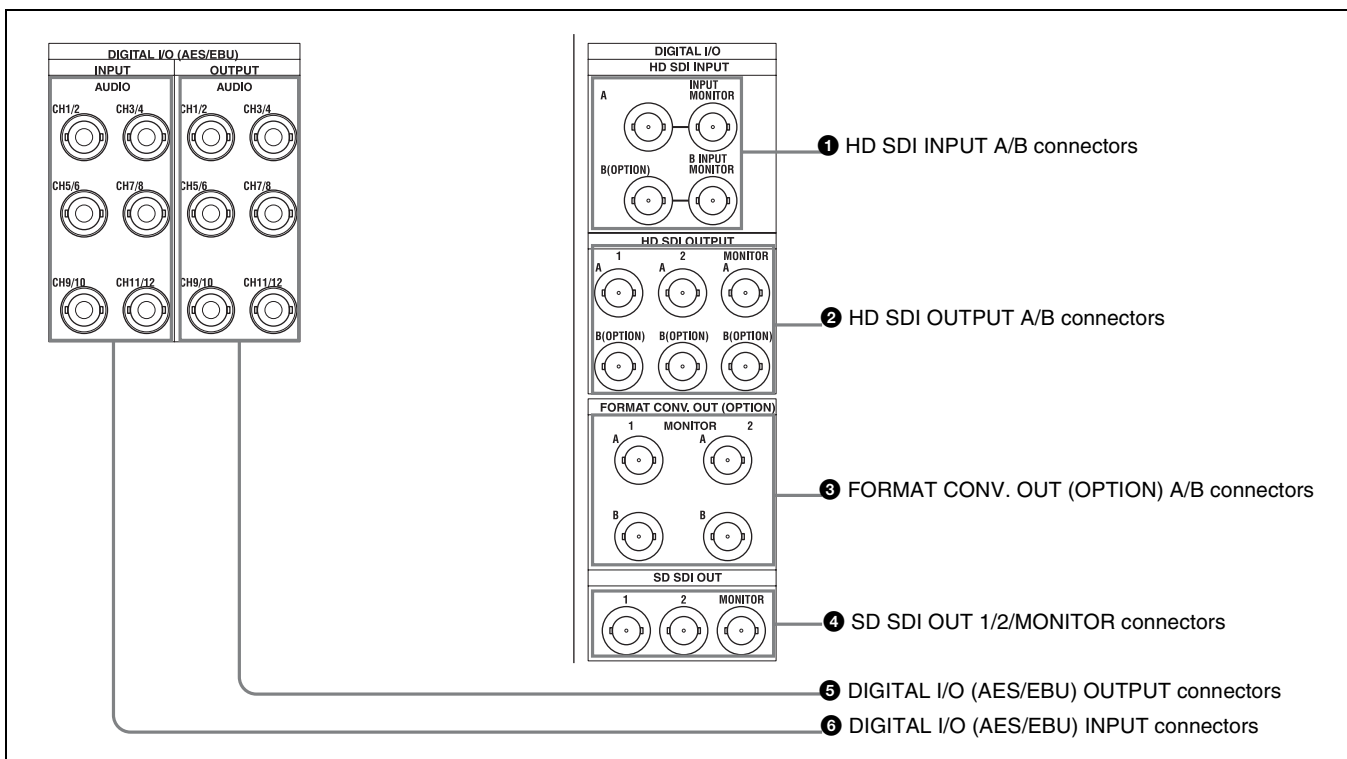 DIGITAL I/O (AES/EBU)
INPUT OUTPUT
AUDIO AUDIO
CH1/2 CH3/4 CH1/2 CH3/4
CH5/6 CH7/8 CH5/6 CH7/8
CH9/10 CH11/12 CH9/10 CH11/12
DIGITAL I/O
HD SDI INPUT
A INPUT MONITOR
B(OPTION) B INPUT MONITOR
HD SDI OUTPUT
1 2 MONITOR
A A A
B(OPTION) B(OPTION) B(OPTION)
FORMAT CONV. OUT (OPTION)
1 MONITOR 2
A A
B B
SD SDI OUT
1 2 MONITOR
❶ HD SDI INPUT A/B connectors
❷ HD SDI OUTPUT A/B connectors
❸ FORMAT CONV. OUT (OPTION) A/B connectors
❹ SD SDI OUT 1/2/MONITOR connectors
❺ DIGITAL I/O (AES/EBU) OUTPUT connectors
❻ DIGITAL I/O (AES/EBU) INPUT connectors